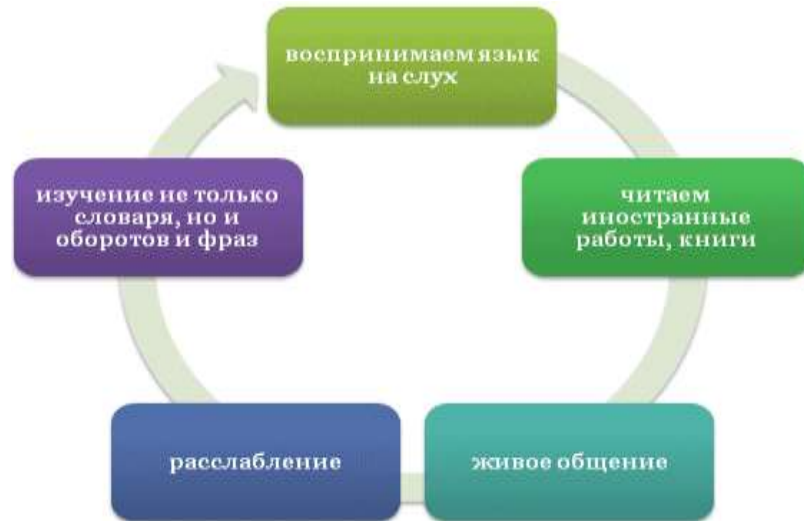 воспринимаем язык
на слух
читаем
иностранные
работы, книги
живое общение
расслабление
изучение не только
словаря, но и
оборотов и фраз